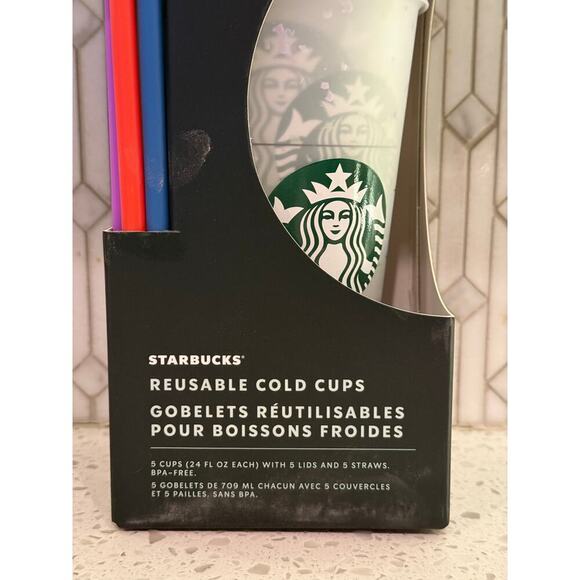 STARBUCKS®
REUSABLE COLD CUPS
GOBELETS RÉUTILISABLES
POUR BOISSONS FROIDES
5 CUPS (24 FL OZ EACH) WITH 5 LIDS AND 5 STRAWS.
BPA-FREE.
5 GOBELETS DE 709 ML CHACUN AVEC 5 COUVERCLES
ET 5 PAILLES. SANS BPA.